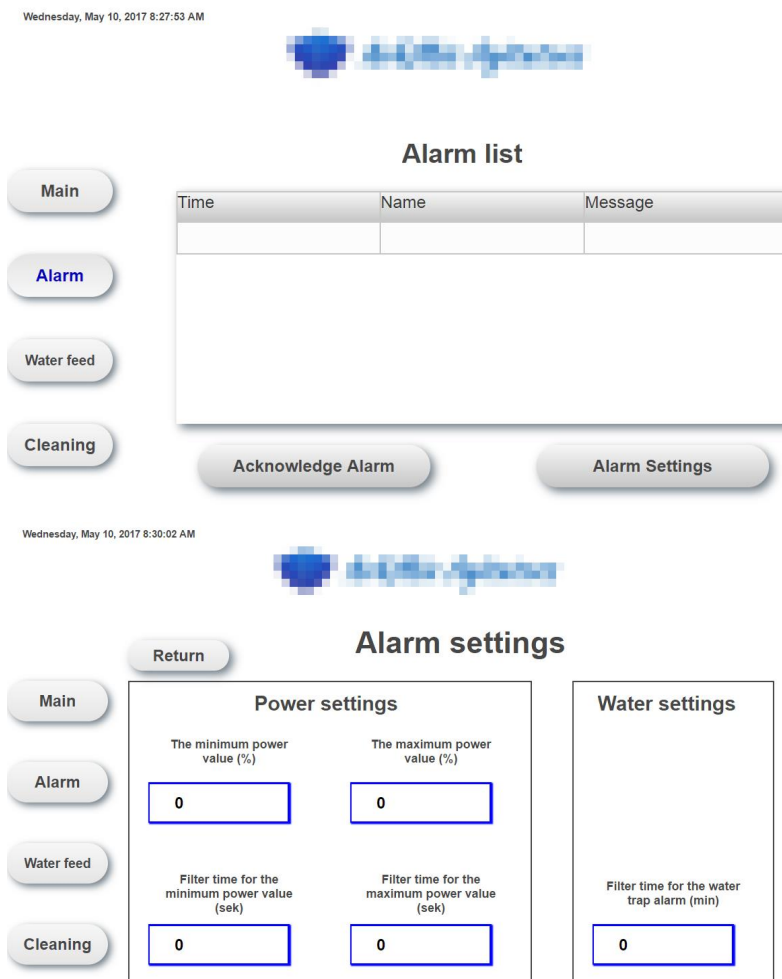 Wednesday, May 10, 2017 8:27:53 AM
Alarm list
Main
Time Name Message
Alarm
Water feed
Cleaning
Acknowledge Alarm Alarm Settings
Wednesday, May 10, 2017 8:30:02 AM
Alarm settings
Return
Main
Power settings Water settings
The minimum power
value (%)
The maximum power
value (%)
Alarm
0 0
Water feed
Filter time for the
minimum power value
(sek)
Filter time for the
maximum power value
(sek)
Filter time for the water
trap alarm (min)
Cleaning
0 0 0